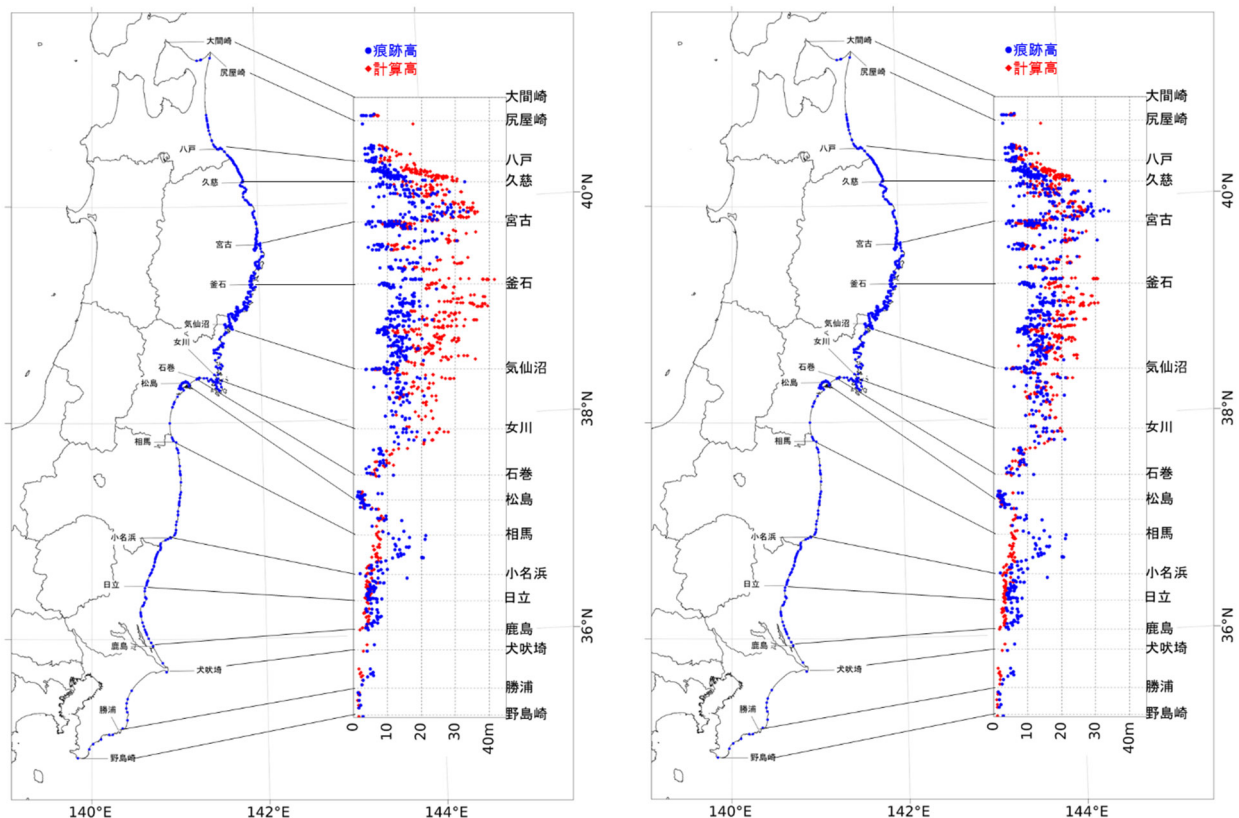 大間崎
尻屋崎
八戸
久慈
宮古
釜石
気仙沼
女川
石巻
松島
相馬
小名浜
日立
鹿島
犬吠埼
勝浦
野島崎
●痕跡高
◆計算高
大間崎
尻屋崎
八戸
久慈
宮古
釜石
気仙沼
女川
石巻
松島
相馬
小名浜
日立
鹿島
犬吠埼
勝浦
野島崎
0 10 20 30 40m
40°N
38°N
36°N
140°E 142°E 144°E
大間崎
尻屋崎
八戸
久慈
宮古
釜石
気仙沼
女川
石巻
松島
相馬
小名浜
日立
鹿島
犬吠埼
勝浦
野島崎
●痕跡高
◆計算高
大間崎
尻屋崎
八戸
久慈
宮古
釜石
気仙沼
女川
石巻
松島
相馬
小名浜
日立
鹿島
犬吠埼
勝浦
野島崎
0 10 20 30 40m
40°N
38°N
36°N
140°E 142°E 144°E